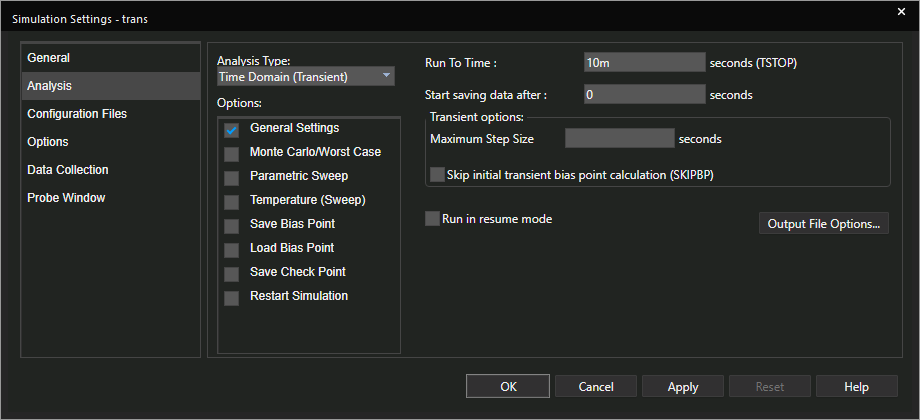 Simulation Settings - trans
General
Analysis
Configuration Files
Options
Data Collection
Probe Window
Analysis Type:
Time Domain (Transient)
Options:
General Settings
Monte Carlo/Worst Case
Parametric Sweep
Temperature (Sweep)
Save Bias Point
Load Bias Point
Save Check Point
Restart Simulation
Run To Time : 10m seconds (TSTOP)
Start saving data after : 0 seconds
Transient options:
Maximum Step Size seconds
Skip initial transient bias point calculation (SKIPBP)
Run in resume mode
Output File Options...
OK Cancel Apply Reset Help